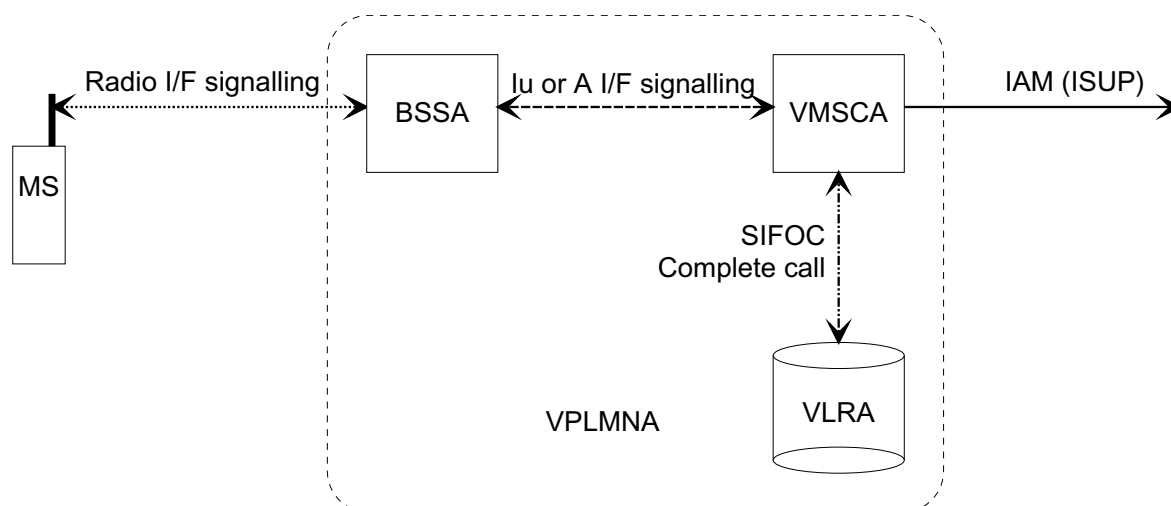 Radio I/F signalling
Iu or A I/F signalling
IAM (ISUP)
BSSA
VMSCA
MS
SIFOC
Complete call
VPLMNA
VLRA